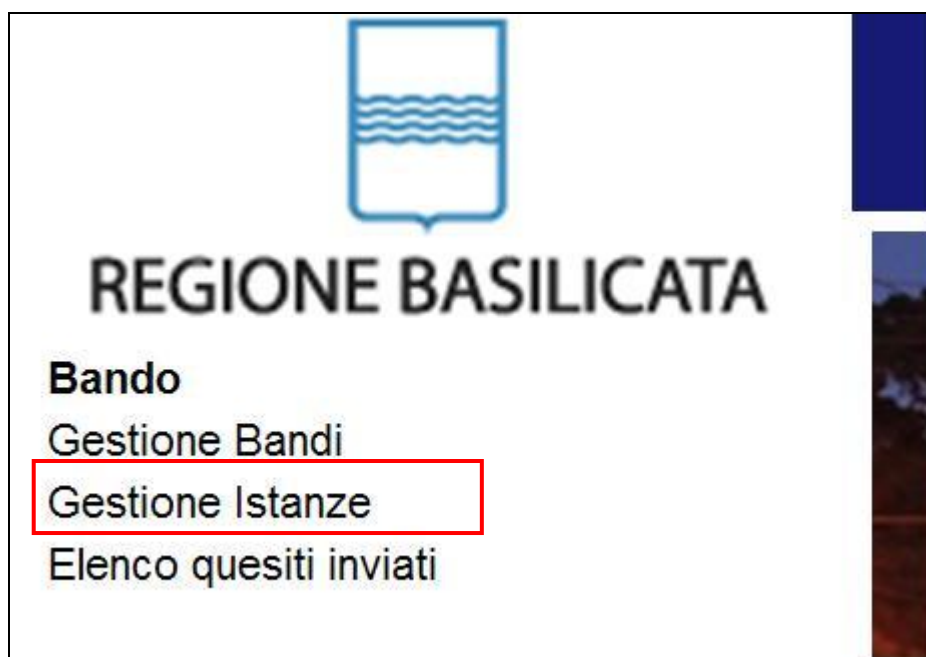 REGIONE BASILICATA
Bando
Gestione Bandi
Gestione Istanze
Elenco quesiti inviati